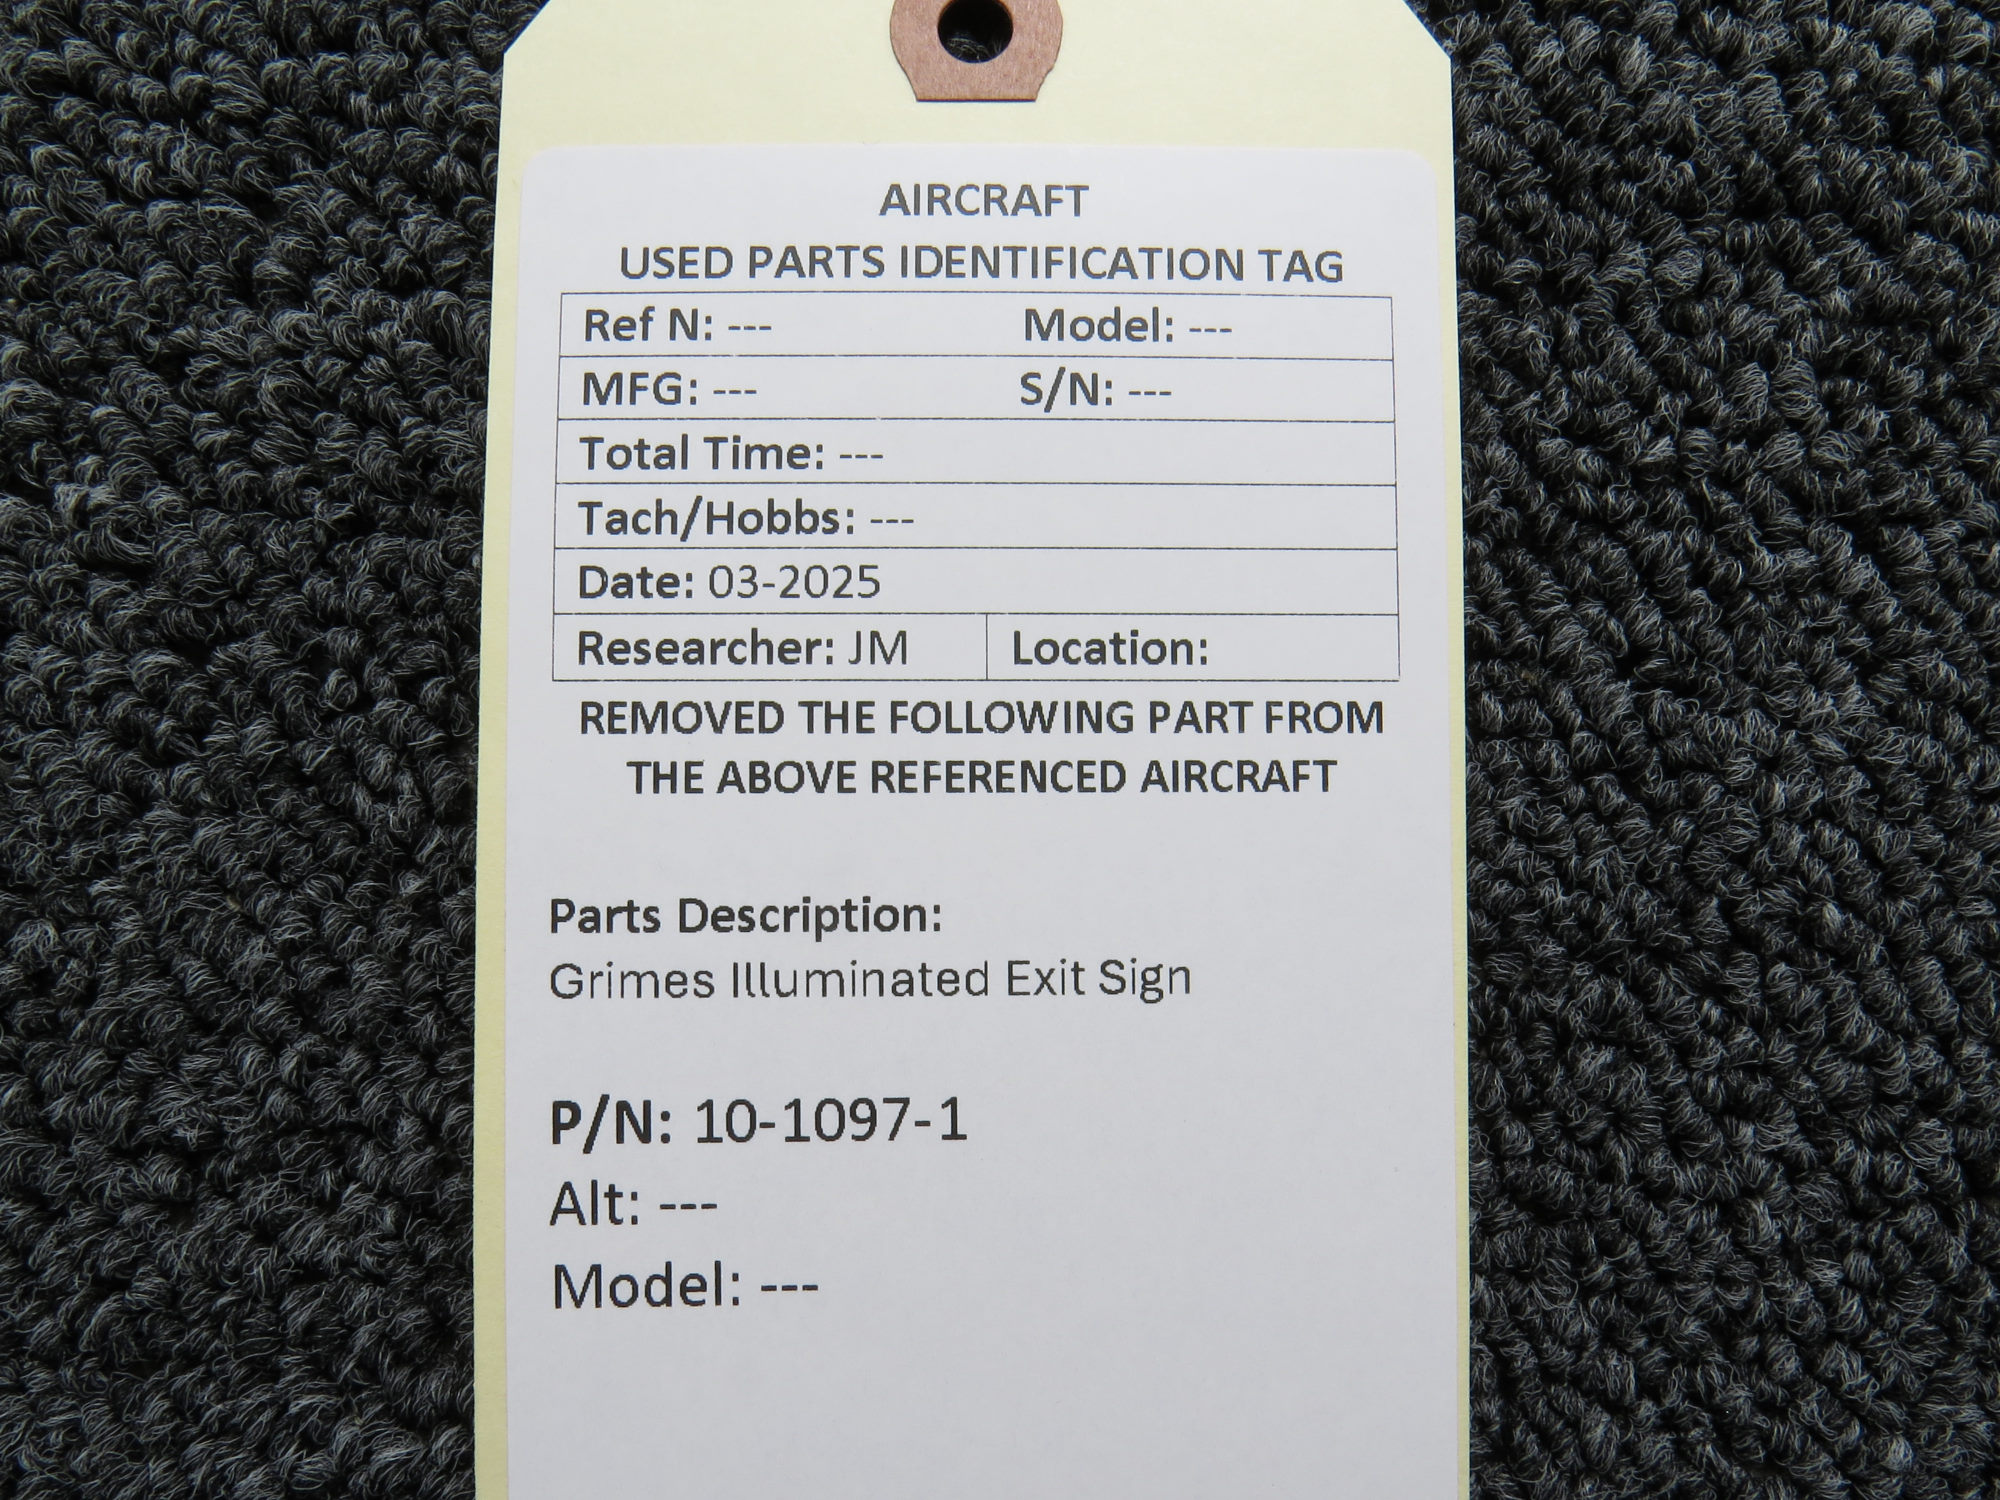 AIRCRAFT
USED PARTS IDENTIFICATION TAG
Ref N: --- Model: ---
MFG: --- S/N: ---
Total Time: ---
Tach/Hobbs: ---
Date: 03-2025
Researcher: JM Location:
REMOVED THE FOLLOWING PART FROM
THE ABOVE REFERENCED AIRCRAFT
Parts Description:
Grimes Illuminated Exit Sign
P/N: 10-1097-1
Alt: ---
Model: ---